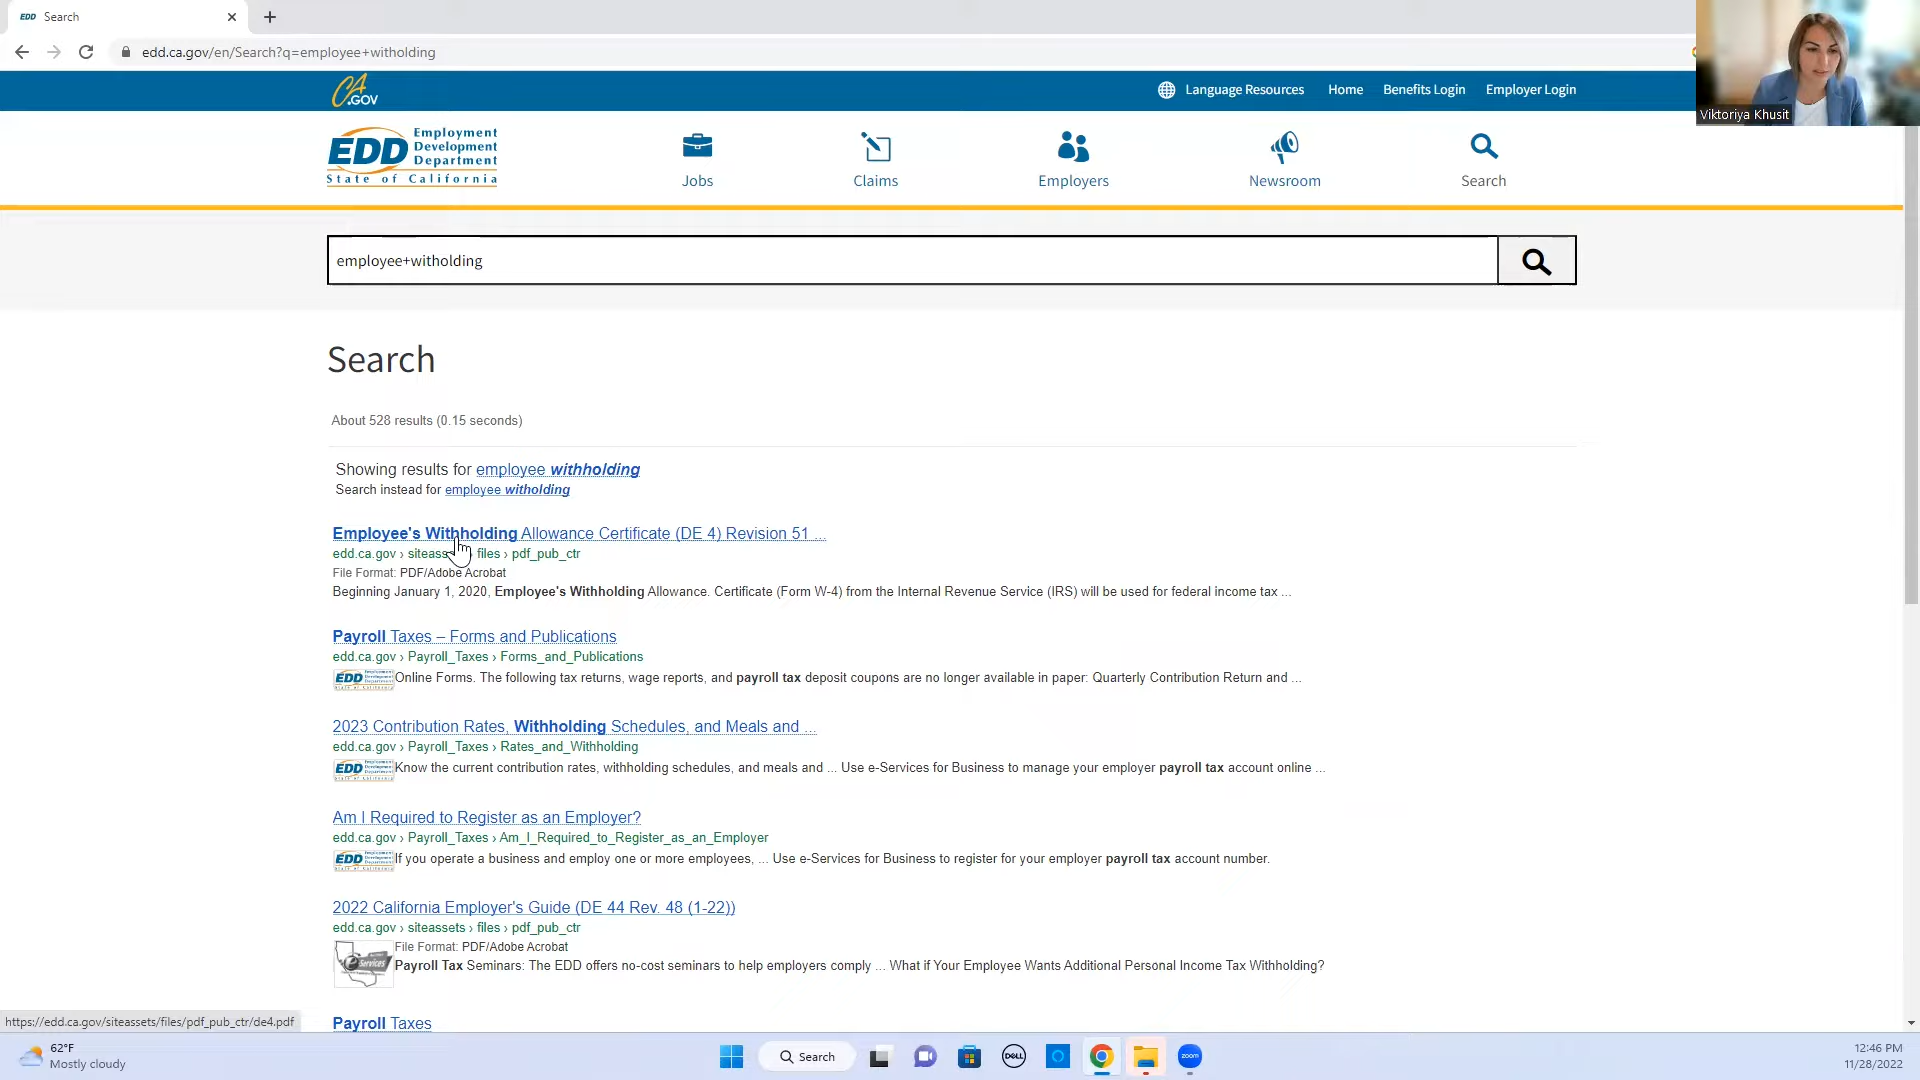 EDD Search
edd.ca.gov/en/Search?q=employee+witholding
Viktoriya Khusit
CA.GOV
Language Resources Home Benefits Login Employer Login
EDD Employment
Development
Department
State of California
Jobs Claims Employers Newsroom Search
employee+witholding
Search
About 528 results (0.15 seconds)
Showing results for employee withholding
Search instead for employee witholding
Employee's Withholding Allowance Certificate (DE 4) Revision 51 ...
edd.ca.gov › siteass files › pdf_pub_ctr
File Format: PDF/Adobe Acrobat
Beginning January 1, 2020, Employee's Withholding Allowance. Certificate (Form W-4) from the Internal Revenue Service (IRS) will be used for federal income tax ...
Payroll Taxes – Forms and Publications
edd.ca.gov › Payroll_Taxes › Forms_and_Publications
EDD Online Forms. The following tax returns, wage reports, and payroll tax deposit coupons are no longer available in paper: Quarterly Contribution Return and ...
2023 Contribution Rates, Withholding Schedules, and Meals and ...
edd.ca.gov › Payroll_Taxes › Rates_and_Withholding
EDD Know the current contribution rates, withholding schedules, and meals and ... Use e-Services for Business to manage your employer payroll tax account online ...
Am I Required to Register as an Employer?
edd.ca.gov › Payroll_Taxes › Am_I_Required_to_Register_as_an_Employer
EDD If you operate a business and employ one or more employees, ... Use e-Services for Business to register for your employer payroll tax account number.
2022 California Employer's Guide (DE 44 Rev. 48 (1-22))
edd.ca.gov › siteassets › files › pdf_pub_ctr
File Format: PDF/Adobe Acrobat
e-Services Payroll Tax Seminars: The EDD offers no-cost seminars to help employers comply ... What if Your Employee Wants Additional Personal Income Tax Withholding?
Payroll Taxes
https://edd.ca.gov/siteassets/files/pdf_pub_ctr/de4.pdf
62°F
Mostly cloudy
Search
DELL
zoom
12:46 PM
11/28/2022